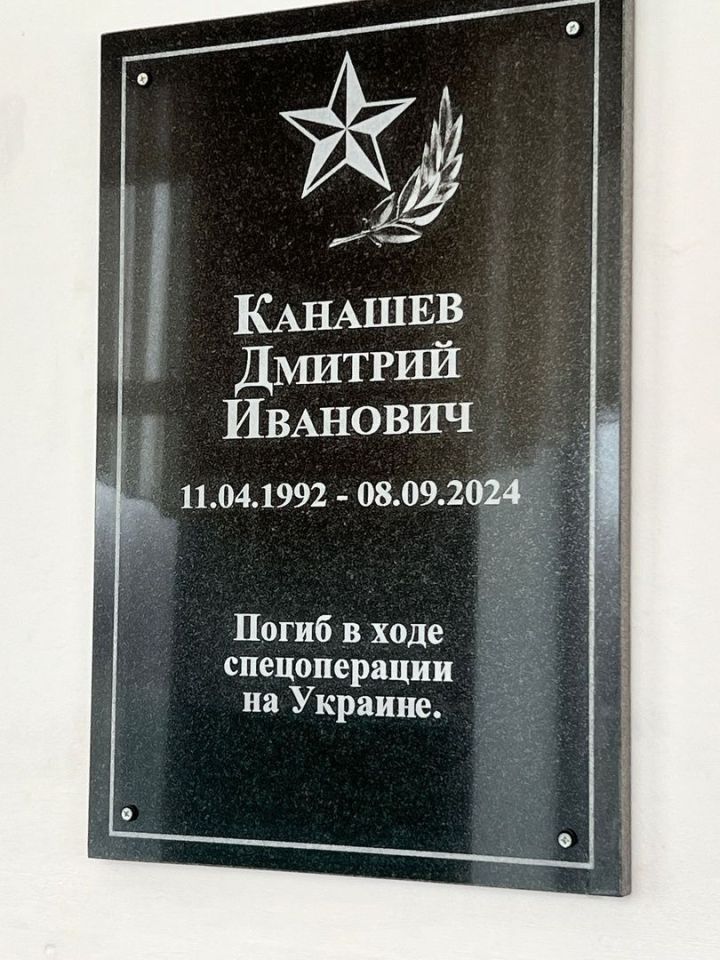 Канашев
Дмитрий
Иванович
11.04.1992 - 08.09.2024
Погиб в ходе
спецоперации
на Украине.